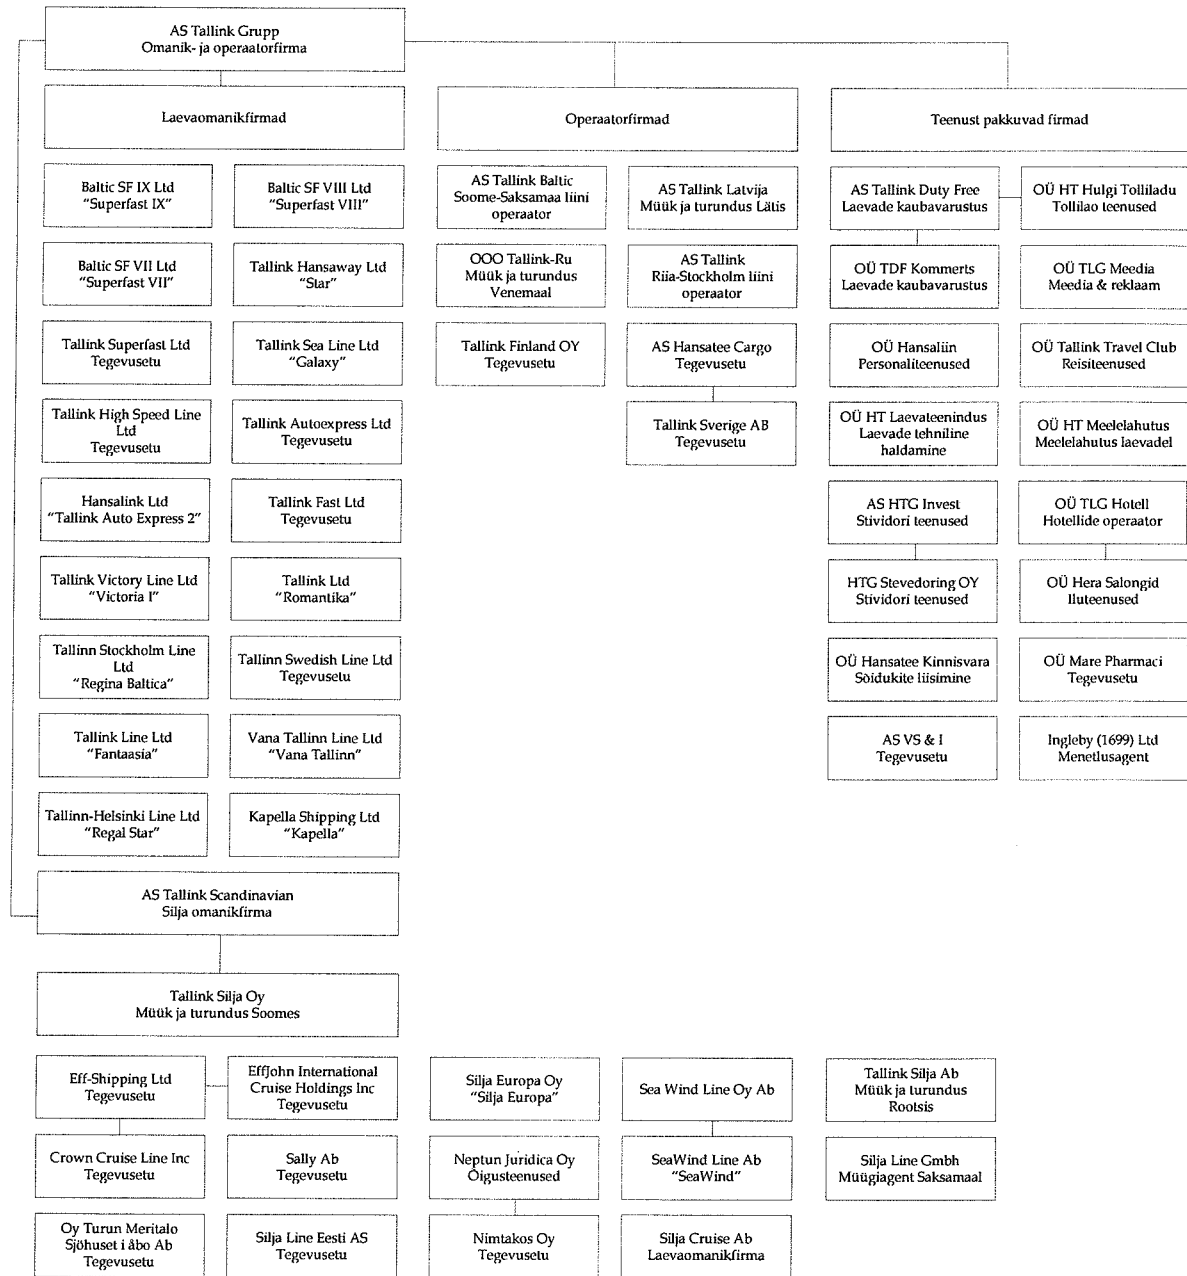 AS Tallink Grupp
Omanik- ja operaatorfirma
Laevaomanikfirmad
Operaatorfirmad
Teenust pakkuvad firmad
Baltic SF IX Ltd
"Superfast IX"
Baltic SF VIII Ltd
"Superfast VIII"
AS Tallink Baltic
Soome-Saksamaa liini
operaator
AS Tallink Latvija
Müük ja turundus Lätis
AS Tallink Duty Free
Laevade kaubavarustus
OÜ HT Hulgi Tolliladu
Tollilao teenused
Baltic SF VII Ltd
"Superfast VII"
Tallink Hansaway Ltd
"Star"
OOO Tallink-Ru
Müük ja turundus
Venemaal
AS Tallink
Riia-Stockholm liini
operaator
OÜ TDF Kommerts
Laevade kaubavarustus
OÜ TLG Meedia
Meedia & reklaam
Tallink Superfast Ltd
Tegevusetu
Tallink Sea Line Ltd
"Galaxy"
Tallink Finland OY
Tegevusetu
AS Hansatee Cargo
Tegevusetu
OÜ Hansaliin
Personaliteenused
OÜ Tallink Travel Club
Reisiteenused
Tallink High Speed Line
Ltd
Tegevusetu
Tallink Autoexpress Ltd
Tegevusetu
Tallink Sverige AB
Tegevusetu
OÜ HT Laevateenindus
Laevade tehniline
haldamine
OÜ HT Meelelahutus
Meelelahutus laevadel
Hansalink Ltd
"Tallink Auto Express 2"
Tallink Fast Ltd
Tegevusetu
AS HTG Invest
Stividori teenused
OÜ TLG Hotell
Hotellide operaator
Tallink Victory Line Ltd
"Victoria I"
Tallink Ltd
"Romantika"
HTG Stevedoring OY
Stividori teenused
OÜ Hera Salongid
Iluteenused
Tallinn Stockholm Line
Ltd
"Regina Baltica"
Tallinn Swedish Line Ltd
Tegevusetu
OÜ Hansatee Kinnisvara
Sõidukite liisimine
OÜ Mare Pharmaci
Tegevusetu
Tallink Line Ltd
"Fantaasia"
Vana Tallinn Line Ltd
"Vana Tallinn"
AS VS & I
Tegevusetu
Ingleby (1699) Ltd
Menetlusagent
Tallinn-Helsinki Line Ltd
"Regal Star"
Kapella Shipping Ltd
"Kapella"
AS Tallink Scandinavian
Silja omanikfirma
Tallink Silja Oy
Müük ja turundus Soomes
Eff-Shipping Ltd
Tegevusetu
EffJohn International
Cruise Holdings Inc
Tegevusetu
Silja Europa Oy
"Silja Europa"
Sea Wind Line Oy Ab
Tallink Silja Ab
Müük ja turundus
Rootsis
Crown Cruise Line Inc
Tegevusetu
Sally Ab
Tegevusetu
Neptun Juridica Oy
Õigusteenused
SeaWind Line Ab
"SeaWind"
Silja Line Gmbh
Müügiagent Saksamaal
Oy Turun Meritalo
Sjöhuset i åbo Ab
Tegevusetu
Silja Line Eesti AS
Tegevusetu
Nimtakos Oy
Tegevusetu
Silja Cruise Ab
Laevaomanikfirma